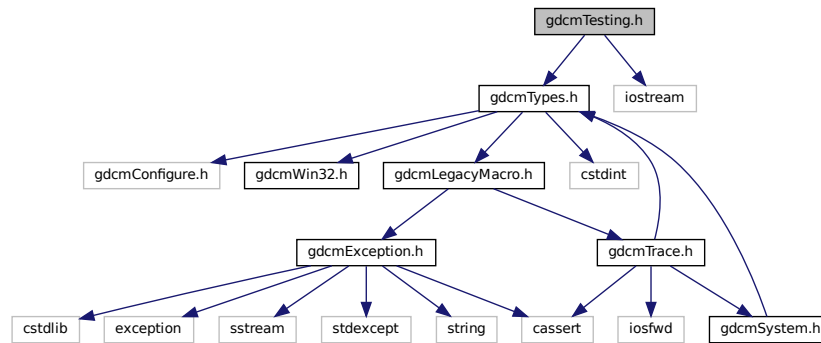 gdcmTesting.h
gdcmTypes.h
iostream
gdcmConfigure.h
gdcmWin32.h
gdcmLegacyMacro.h
cstdint
gdcmException.h
gdcmTrace.h
cstdlib
exception
sstream
stdexcept
string
cassert
iosfwd
gdcmSystem.h